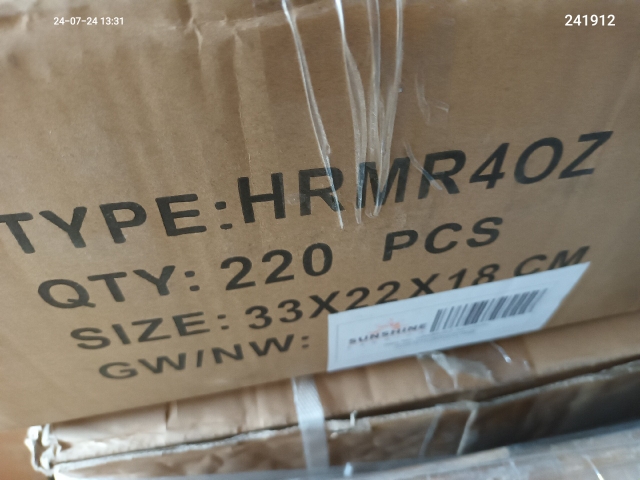 24-07-24 13:31
241912
TYPE:HRMR4OZ
QTY: 220 PCS
SIZE: 33X22X18 CM
GW/NW:
SUNSHINE